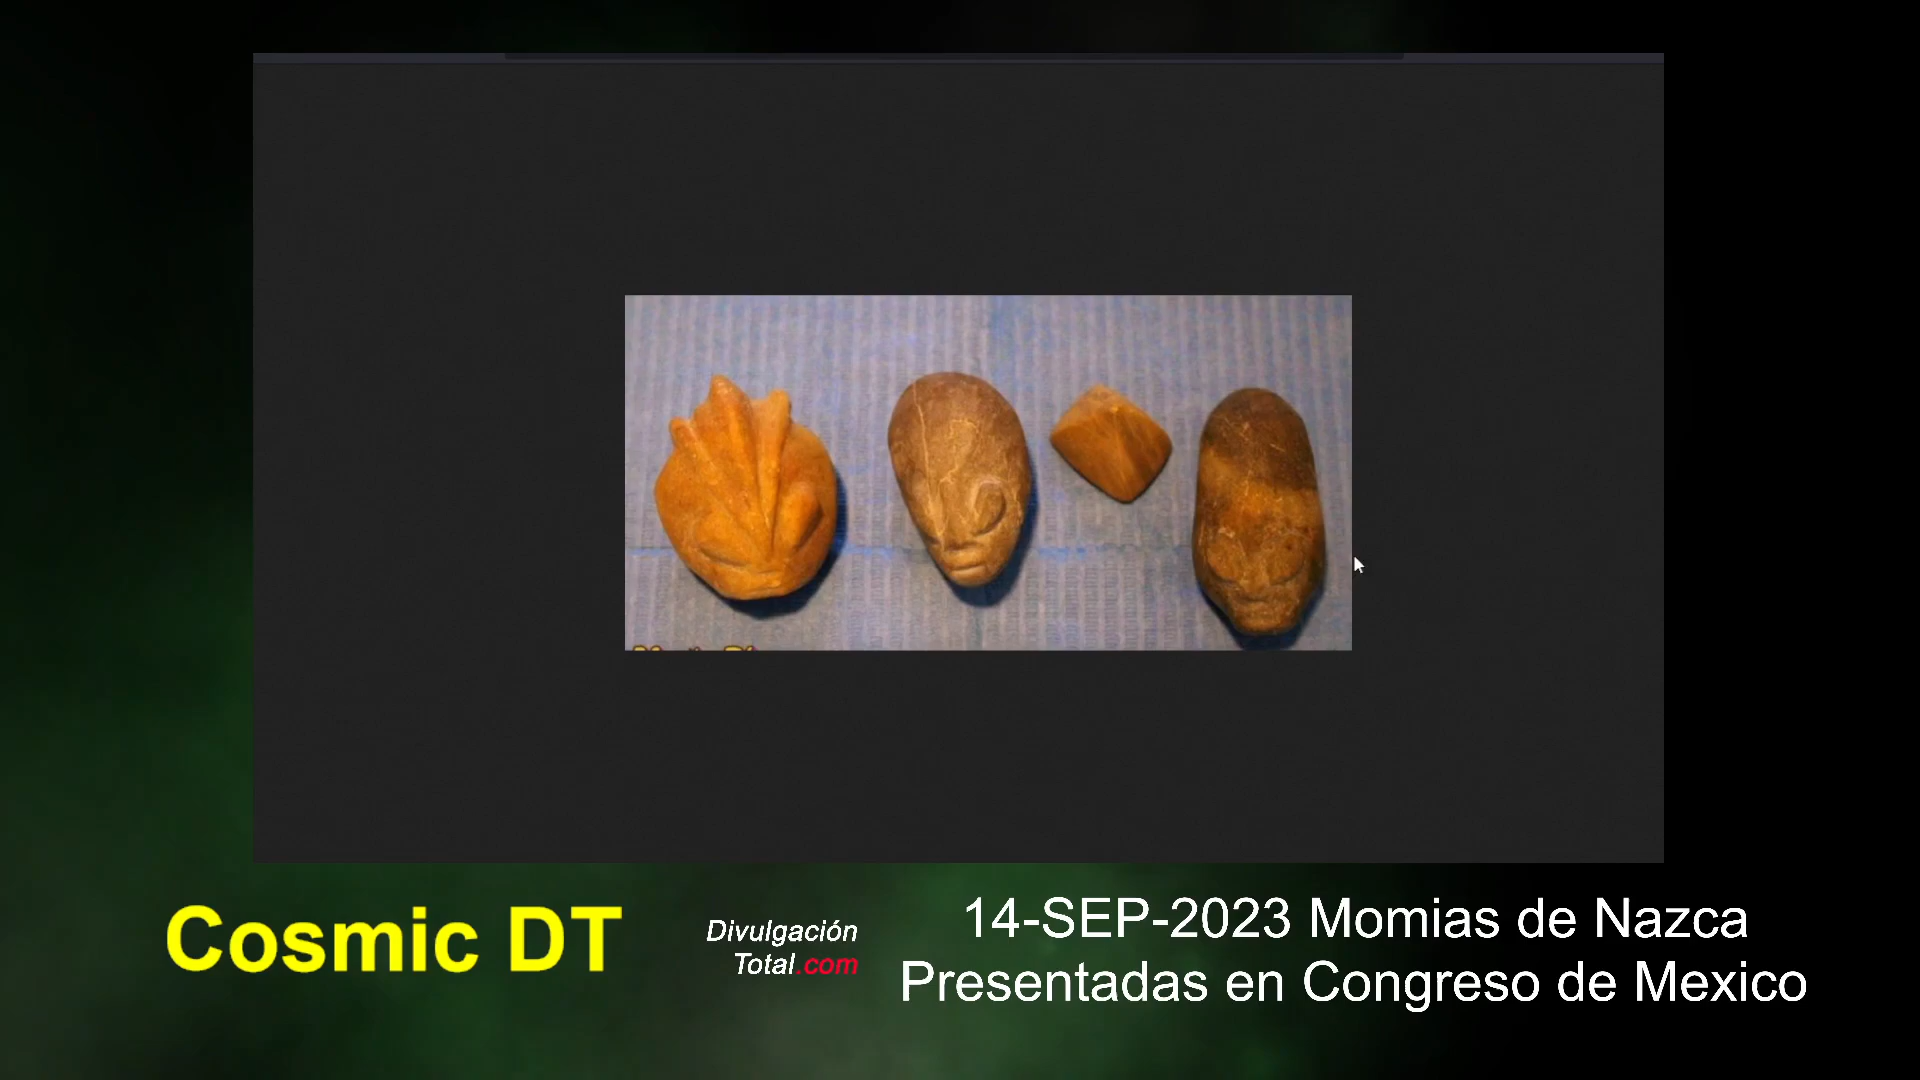 Cosmic DT
Divulgación
Total.com
14-SEP-2023 Momias de Nazca
Presentadas en Congreso de Mexico